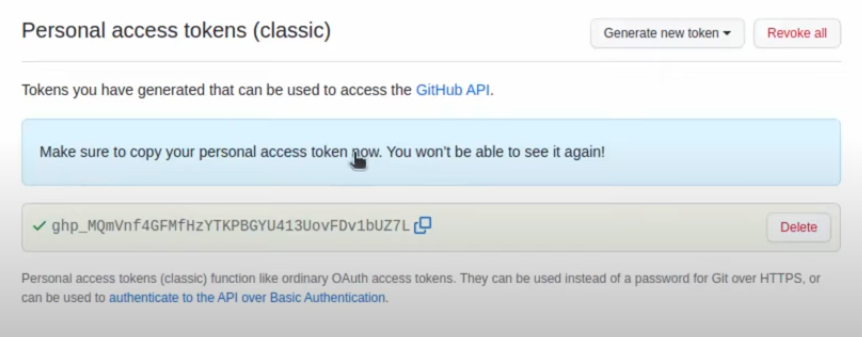 Personal access tokens (classic)
Generate new token
Revoke all
Tokens you have generated that can be used to access the GitHub API.
Make sure to copy your personal access token now. You won't be able to see it again!
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
Delete
Personal access tokens (classic) function like ordinary OAuth access tokens. They can be used instead of a password for Git over HTTPS, or
can be used to authenticate to the API over Basic Authentication.